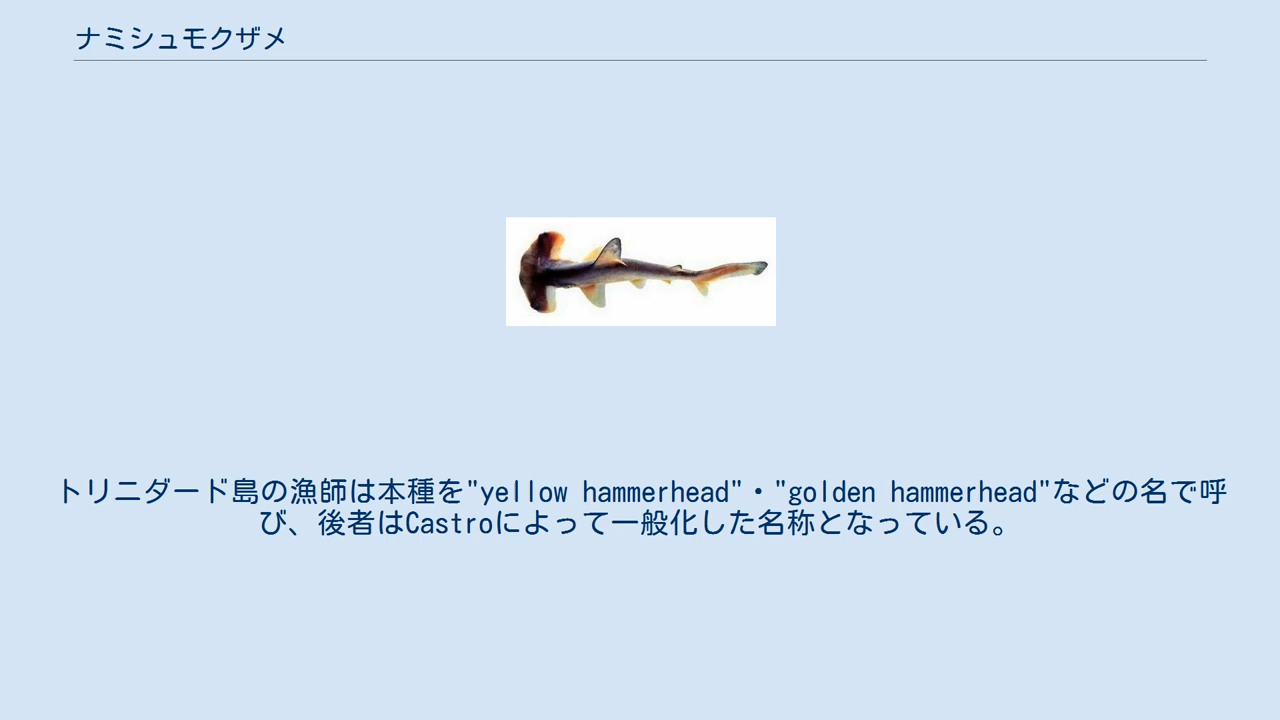 ナミシュモクザメ
トリニダード島の漁師は本種を"yellow hammerhead"・"golden hammerhead"などの名で呼
び、後者はCastroによって一般化した名称となっている。